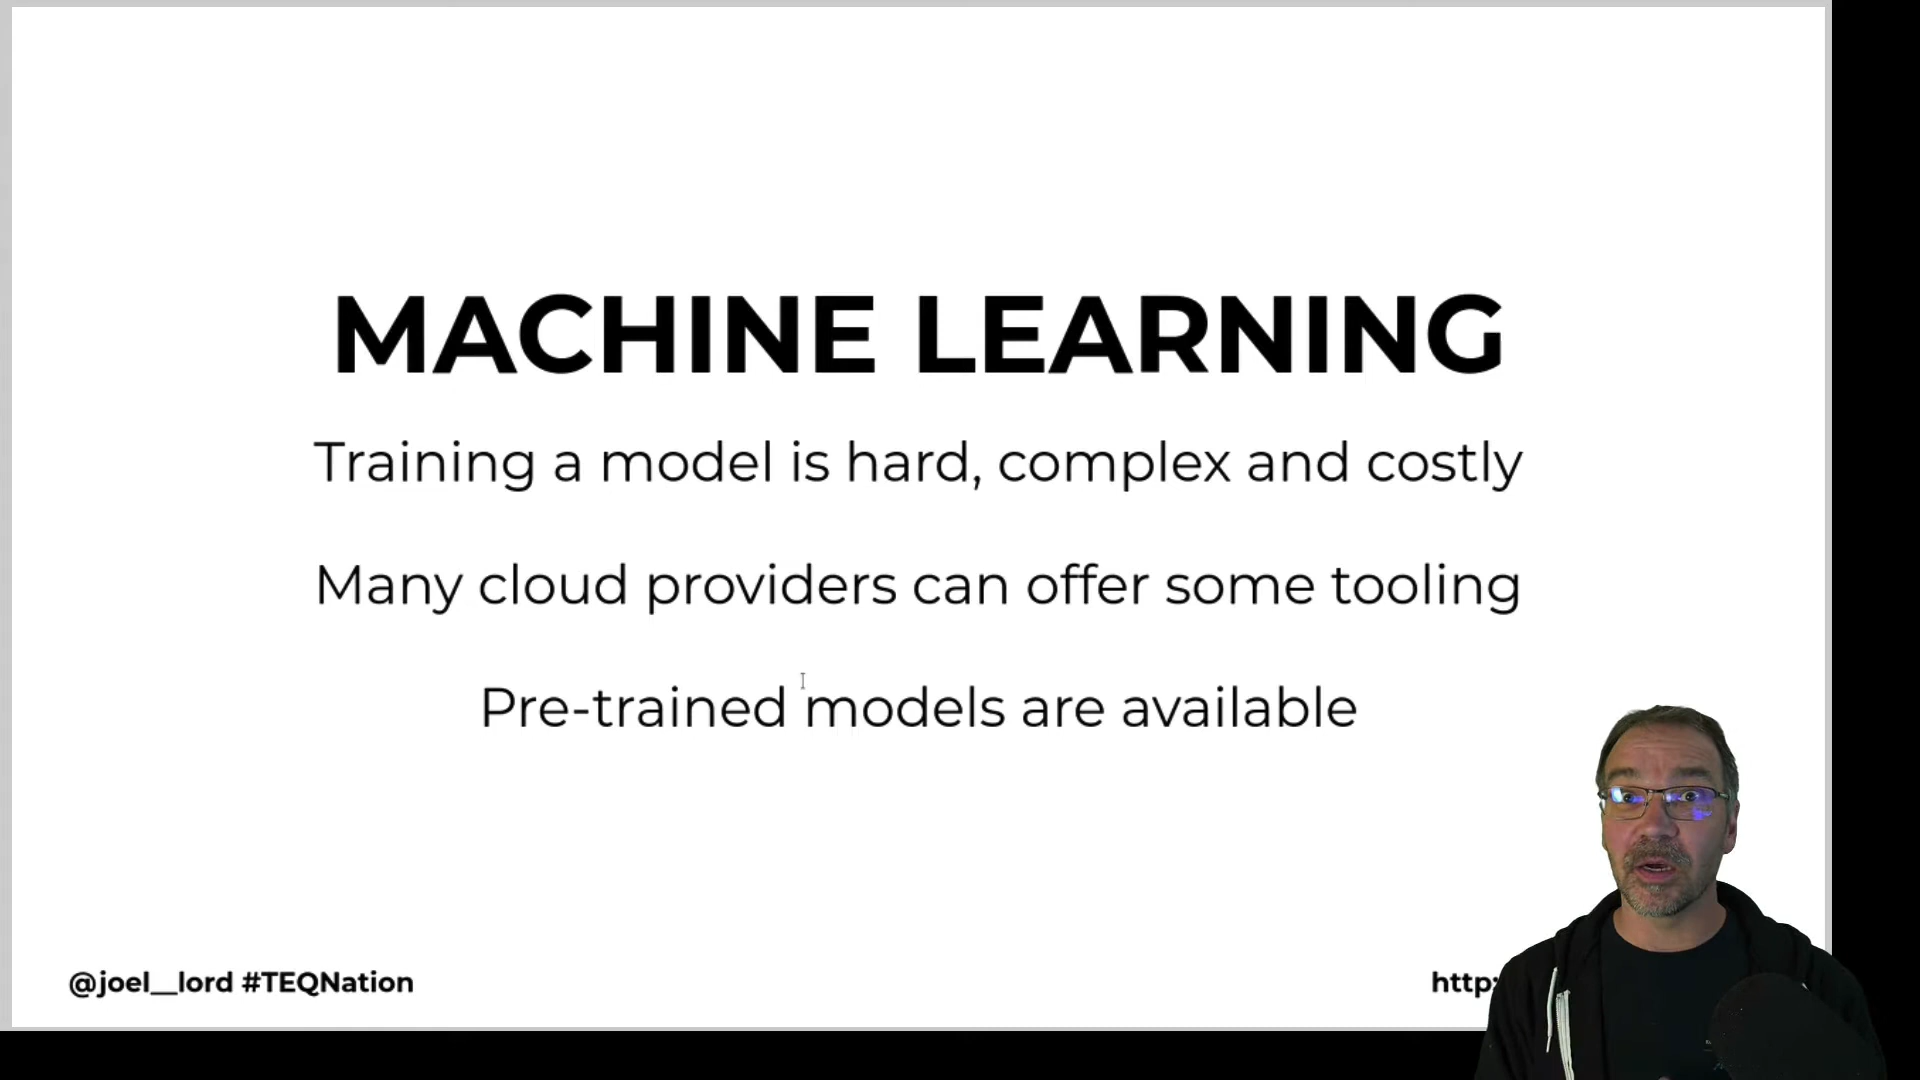 MACHINE LEARNING
Training a model is hard, complex and costly
Many cloud providers can offer some tooling
Pre-trained models are available
@joel__lord #TEQNation
http: